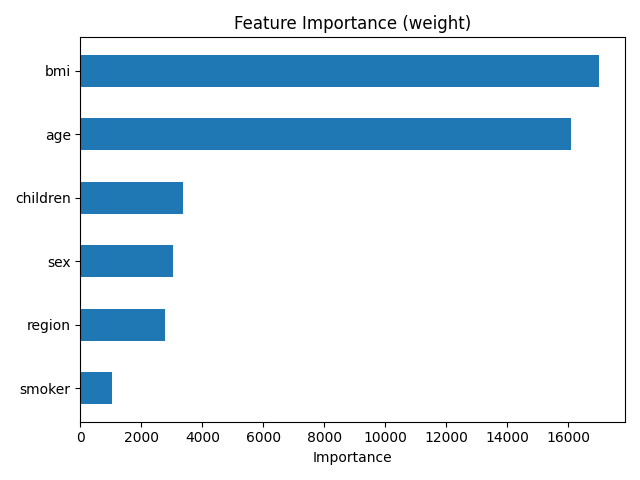 Feature Importance (weight)
bmi
age
children
sex
region
smoker
0 2000 4000 6000 8000 10000 12000 14000 16000
Importance